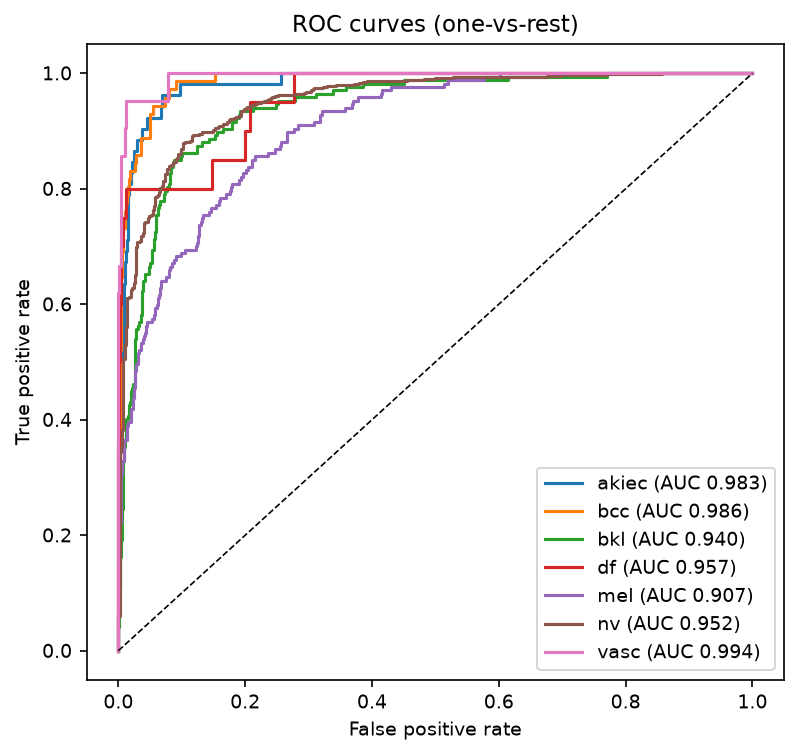 ROC curves (one-vs-rest)
1.0
0.8
0.6
0.4
0.2
0.0
True positive rate
akiec (AUC 0.983)
bcc (AUC 0.986)
bkl (AUC 0.940)
df (AUC 0.957)
mel (AUC 0.907)
nv (AUC 0.952)
vasc (AUC 0.994)
0.0 0.2 0.4 0.6 0.8 1.0
False positive rate